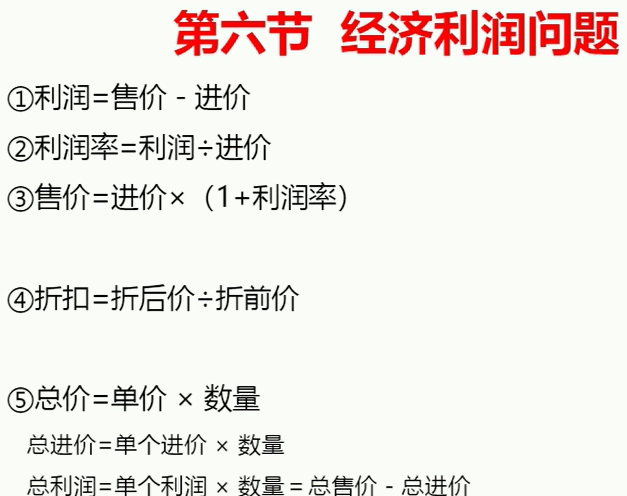 第六节 经济利润问题
①利润=售价 - 进价
②利润率=利润÷进价
③售价=进价×（1+利润率）
④折扣=折后价÷折前价
⑤总价=单价 × 数量
总进价=单个进价 × 数量
总利润=单个利润 × 数量 = 总售价 - 总进价